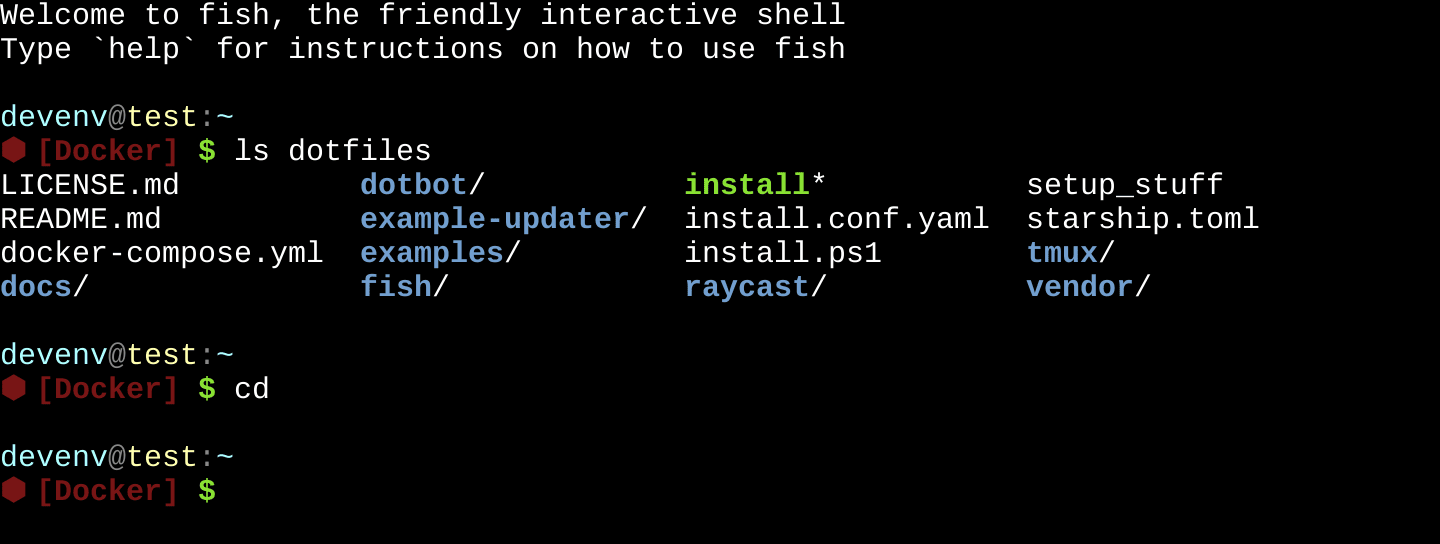 Welcome to fish, the friendly interactive shell
Type `help` for instructions on how to use fish
devenv@test:~
⬢ [Docker] $ ls dotfiles
LICENSE.md          dotbot/           install*           setup_stuff
README.md           example-updater/  install.conf.yaml  starship.toml
docker-compose.yml  examples/         install.ps1        tmux/
docs/               fish/             raycast/           vendor/
devenv@test:~
⬢ [Docker] $ cd
devenv@test:~
⬢ [Docker] $